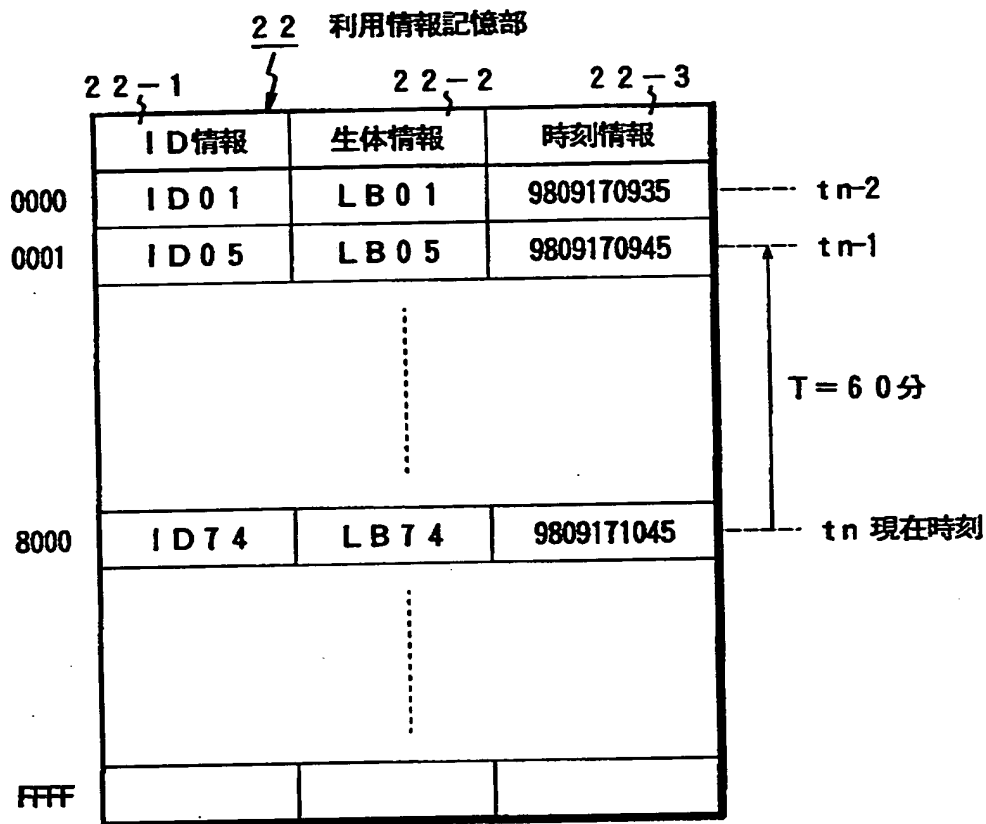 22 利用情報記憶部
22-1 22-2 22-3
ID情報 生体情報 時刻情報
0000 ID01 LB01 9809170935 tn-2
0001 ID05 LB05 9809170945 tn-1
T=60分
8000 ID74 LB74 9809171045 tn 現在時刻
FFFF